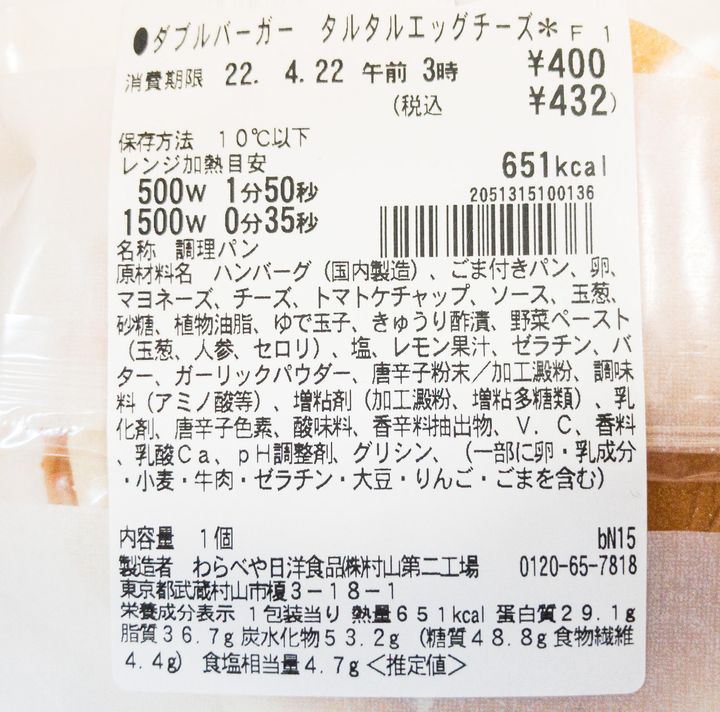 ●ダブルバーガー タルタルエッグチーズ＊ F 1
消費期限 22. 4.22 午前 3時 ¥400
(税込 ¥432)
保存方法 10℃以下
レンジ加熱目安 651kcal
500W 1分50秒 2051315100136
1500W 0分35秒
名称 調理パン
原材料名 ハンバーグ（国内製造）、ごま付きパン、卵、
マヨネーズ、チーズ、トマトケチャップ、ソース、玉葱、
砂糖、植物油脂、ゆで玉子、きゅうり酢漬、野菜ペースト
（玉葱、人参、セロリ）、塩、レモン果汁、ゼラチン、バ
ター、ガーリックパウダー、唐辛子粉末／加工澱粉、調味
料（アミノ酸等）、増粘剤（加工澱粉、増粘多糖類）、乳
化剤、唐辛子色素、酸味料、香辛料抽出物、Ｖ．Ｃ、香料
、乳酸Ｃａ、ｐＨ調整剤、グリシン、（一部に卵・乳成分
・小麦・牛肉・ゼラチン・大豆・りんご・ごまを含む）
内容量 1個 bN15
製造者 わらべや日洋食品㈱村山第二工場 0120-65-7818
東京都武蔵村山市榎3－18－1
栄養成分表示 1包装当り 熱量651kcal 蛋白質29.1g
脂質36.7g 炭水化物53.2g （糖質48.8g 食物繊維
4.4g） 食塩相当量4.7g＜推定値＞